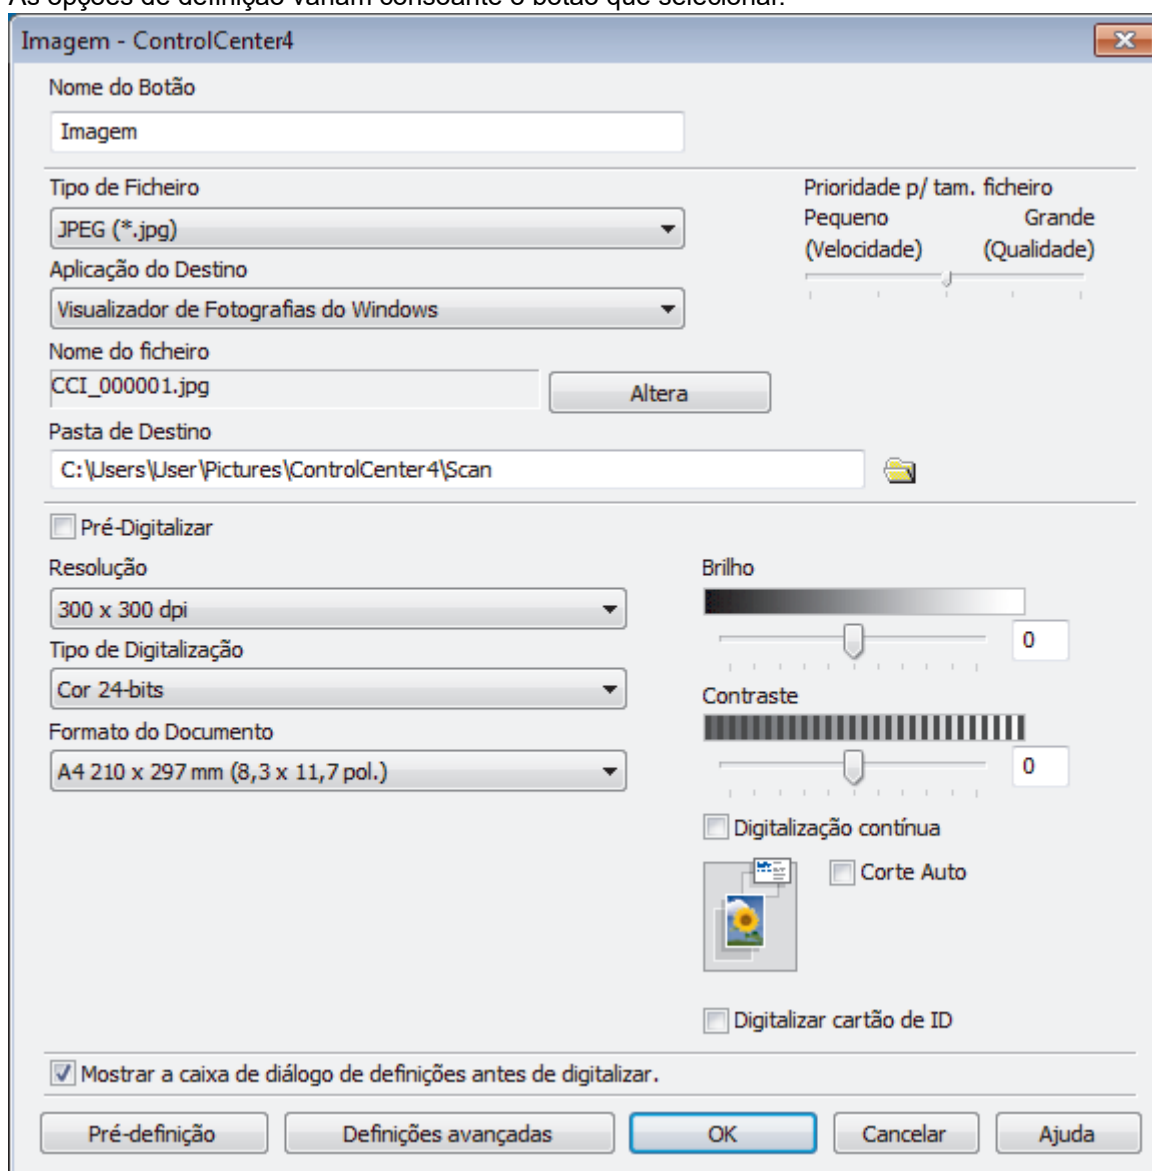 As opções de definição variam consoante o botão que selecionar.
Imagem - ControlCenter4
Nome do Botão
Imagem
Tipo de Ficheiro
JPEG (*.jpg)
Aplicação do Destino
Visualizador de Fotografias do Windows
Nome do ficheiro
CCI_000001.jpg
Altera
Pasta de Destino
C:\Users\User\Pictures\ControlCenter4\Scan
Prioridade p/ tam. ficheiro
Pequeno Grande
(Velocidade) (Qualidade)
Pré-Digitalizar
Resolução
300 x 300 dpi
Tipo de Digitalização
Cor 24-bits
Formato do Documento
A4 210 x 297 mm (8,3 x 11,7 pol.)
Brilho
0
Contraste
0
Digitalização contínua
Corte Auto
Digitalizar cartão de ID
Mostrar a caixa de diálogo de definições antes de digitalizar.
Pré-definição
Definições avançadas
OK
Cancelar
Ajuda